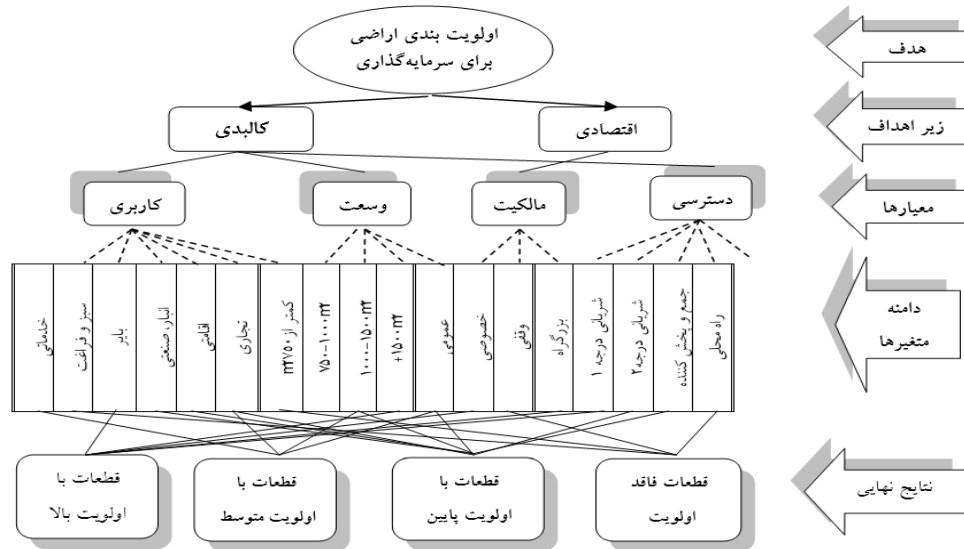 اولویت بندی اراضی
برای سرمایه‌گذاری
هدف
اقتصادی
کالبدی
زیر اهداف
دسترسی
مالکیت
وسعت
کاربری
معیارها
راه محلی
جمع و پخش کننده
شریانی درجه ۲
شریانی درجه ۱
بزرگراه
وقفی
خصوصی
عمومی
+۱۵۰۰m۲
۱۰۰۰-۱۵۰۰m۲
۷۵۰-۱۰۰۰m۲
کمتر از ۷۵۰m۲
تجاری
اقامتی
انبار، صنعتی
بایر
سبز و فراغت
خدماتی
دامنه
متغیرها
قطعات فاقد
اولویت
قطعات با
اولویت پایین
قطعات با
اولویت متوسط
قطعات با
اولویت بالا
نتایج نهایی